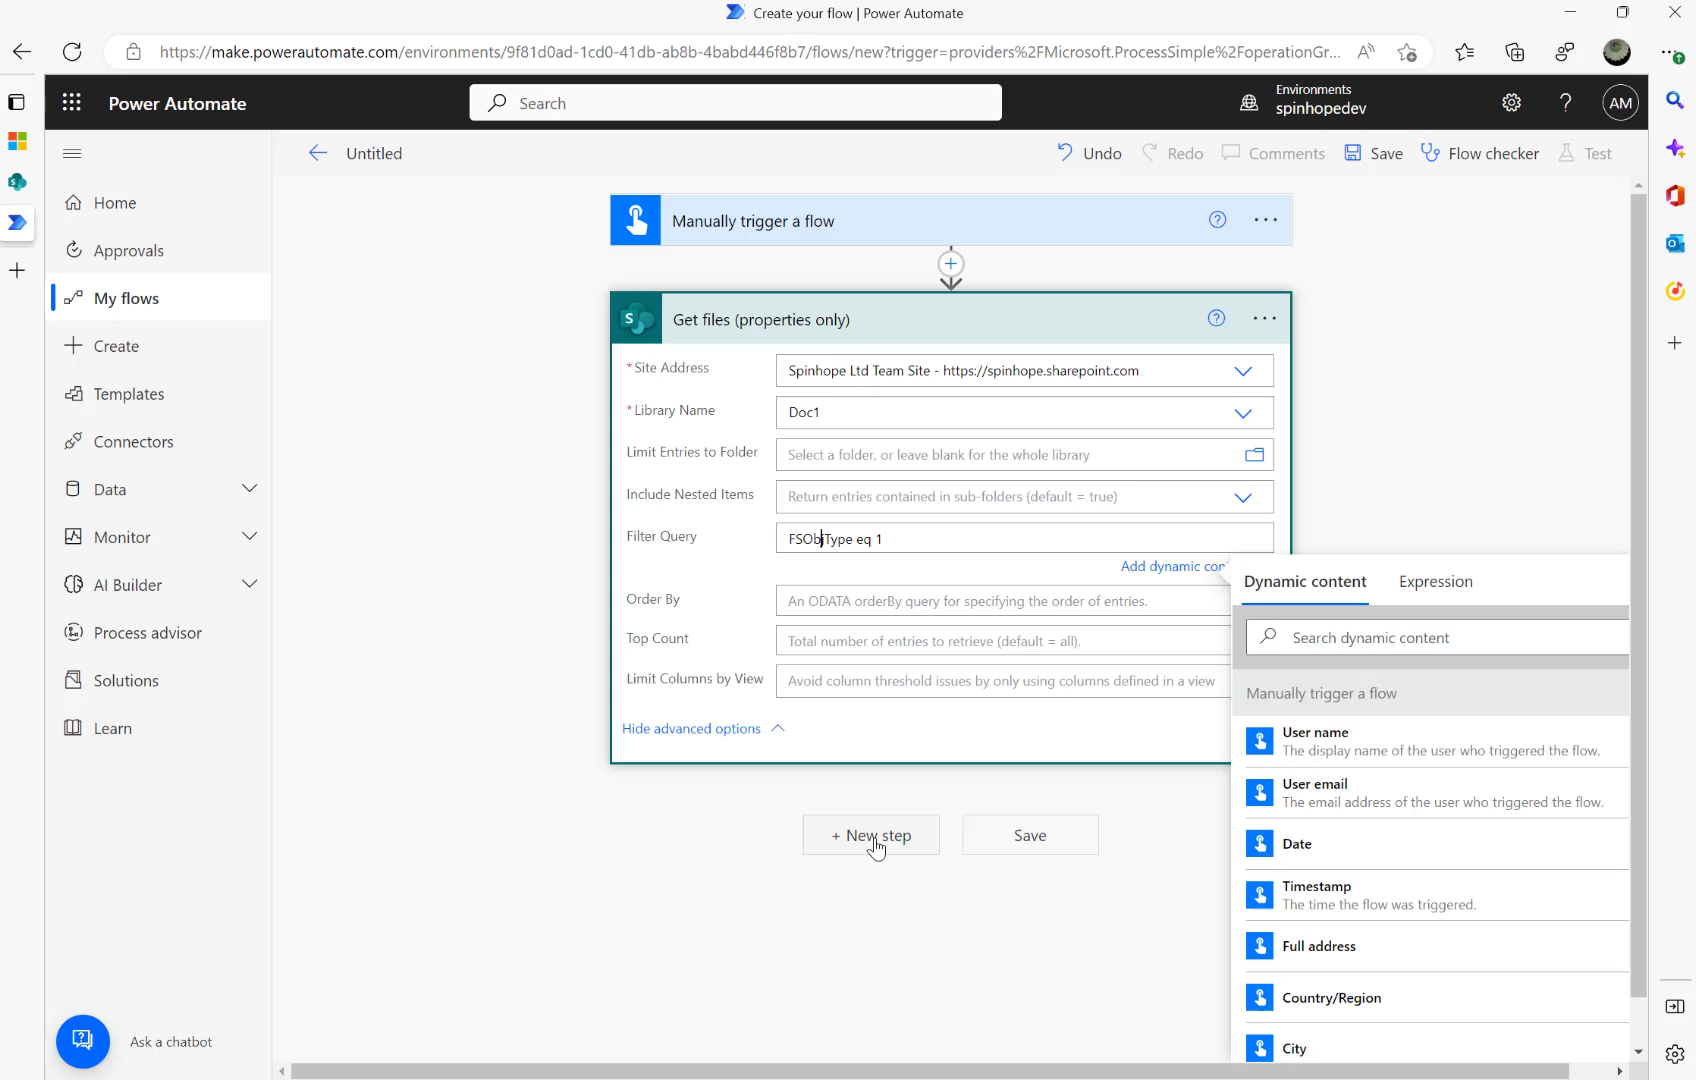 Create your flow | Power Automate
https://make.powerautomate.com/environments/9f81d0ad-1cd0-41db-ab8b-4babd446f8b7/flows/new?trigger=providers%2FMicrosoft.ProcessSimple%2FoperationGr...
Power Automate
Search
Environments
spinhopedev
?
AM
Untitled
Undo
Redo
Comments
Save
Flow checker
Test
Home
Approvals
My flows
Create
Templates
Connectors
Data
Monitor
AI Builder
Process advisor
Solutions
Learn
Ask a chatbot
Manually trigger a flow
Get files (properties only)
* Site Address
Spinhope Ltd Team Site - https://spinhope.sharepoint.com
* Library Name
Doc1
Limit Entries to Folder
Select a folder, or leave blank for the whole library
Include Nested Items
Return entries contained in sub-folders (default = true)
Filter Query
FSObjType eq 1
Add dynamic con
Order By
An ODATA orderBy query for specifying the order of entries.
Top Count
Total number of entries to retrieve (default = all).
Limit Columns by View
Avoid column threshold issues by only using columns defined in a view
Hide advanced options
+ New step
Save
Dynamic content
Expression
Search dynamic content
Manually trigger a flow
User name
The display name of the user who triggered the flow.
User email
The email address of the user who triggered the flow.
Date
Timestamp
The time the flow was triggered.
Full address
Country/Region
City